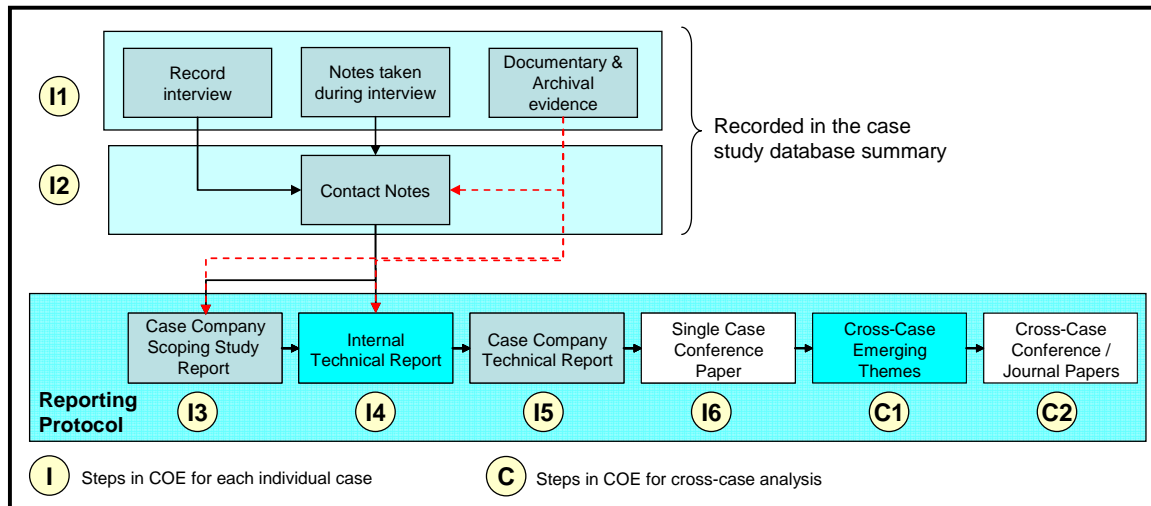 I1
Record
interview
Notes taken
during interview
Documentary &
Archival
evidence
Recorded in the case
study database summary
I2
Contact Notes
Case Company
Scoping Study
Report
Internal
Technical Report
Case Company
Technical Report
Single Case
Conference
Paper
Cross-Case
Emerging
Themes
Cross-Case
Conference /
Journal Papers
Reporting
Protocol
I3
I4
I5
I6
C1
C2
I Steps in COE for each individual case
C Steps in COE for cross-case analysis